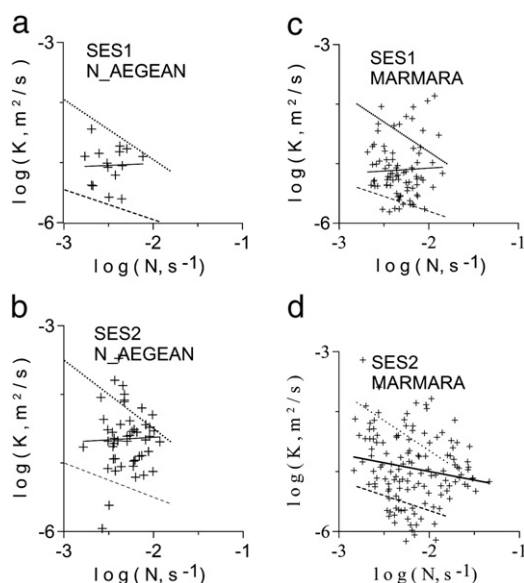 a
-3
SES1
N_AEGEAN
log(K, m²/s)
-6
-3 -2 -1
log(N, s⁻¹)
c
-3
SES1
MARMARA
log(K, m²/s)
-6
-3 -2 -1
log(N, s⁻¹)
b
-3
SES2
N_AEGEAN
log(K, m²/s)
-6
-3 -2 -1
log(N, s⁻¹)
d
-3
SES2
MARMARA
log(K, m²/s)
-6
-3 -2 -1
log(N, s⁻¹)